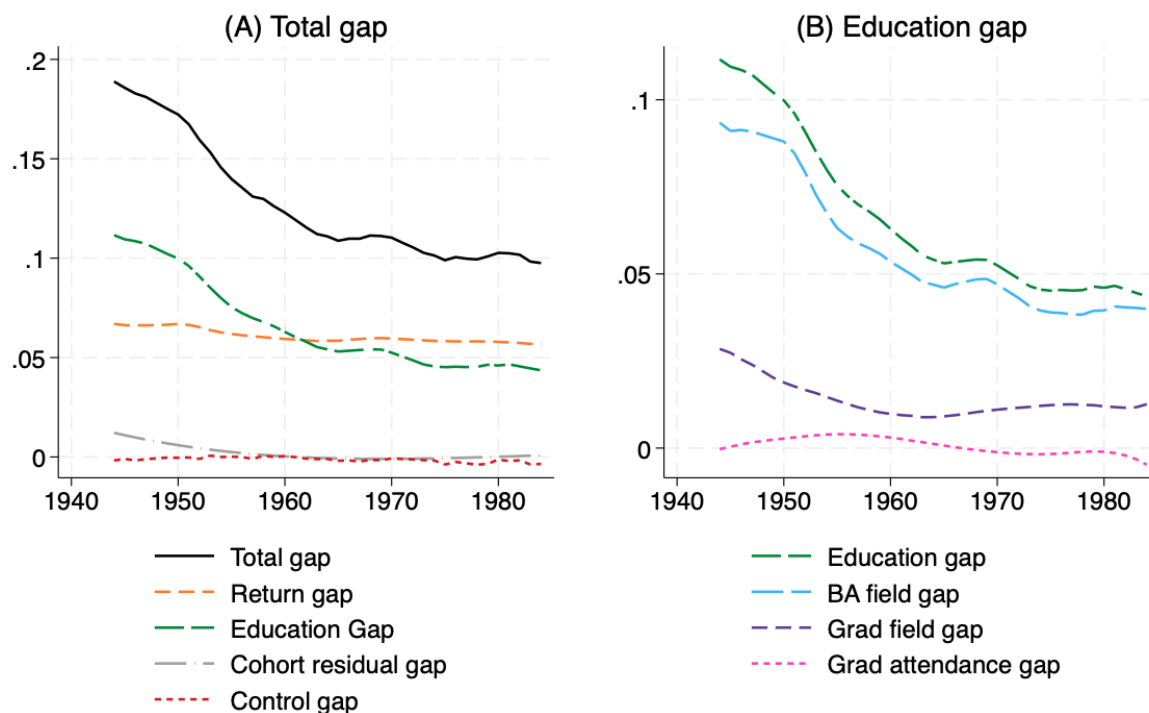 (A) Total gap
.2
.15
.1
.05
0
1940 1950 1960 1970 1980
Total gap
Return gap
Education Gap
Cohort residual gap
Control gap
(B) Education gap
.1
.05
0
1940 1950 1960 1970 1980
Education gap
BA field gap
Grad field gap
Grad attendance gap